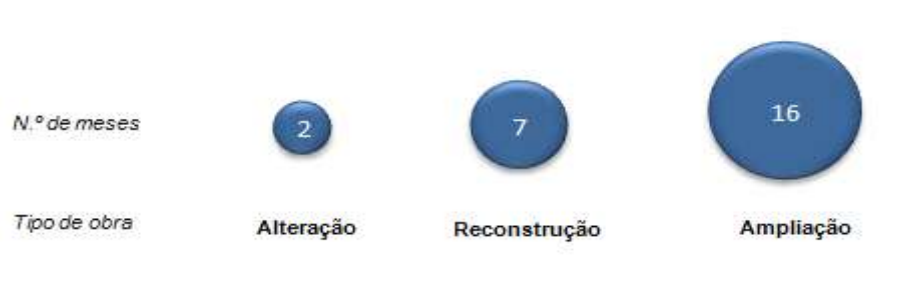 N.º de meses 2 7 16
Tipo de obra Alteração Reconstrução Ampliação